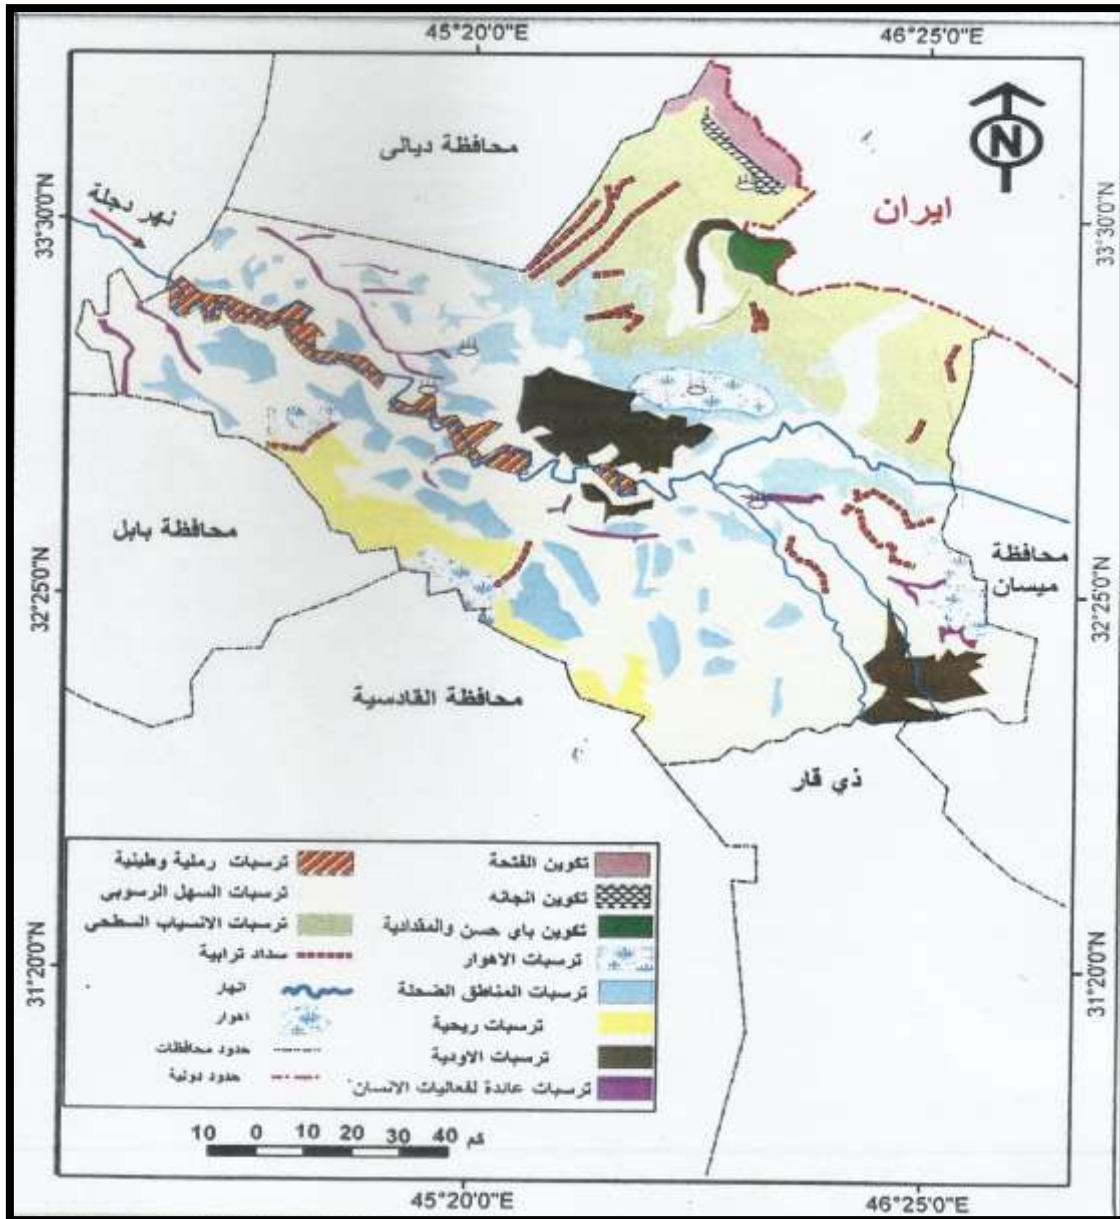 45°20'0"E
46°25'0"E
محافظة ديالى
N
ايران
نهر دجلة
33°30'0"N
33°30'0"N
محافظة بابل
محافظة
ميسان
32°25'0"N
32°25'0"N
محافظة القادسية
ذي قار
تكوين الفتحة
تكوين انجانه
تكوين باي حسن والمقدادية
ترسبات الاهوار
ترسبات المناطق الضحلة
ترسبات ريحية
ترسبات الاودية
ترسبات عائدة لفعاليات الانسان
ترسبات رملية وطينية
ترسبات السهل الرسوبي
ترسبات الانسياب السطحي
سداد ترابية
انهار
اهوار
حدود محافظات
حدود دولية
31°20'0"N
31°20'0"N
10 0 10 20 30 40 كم
45°20'0"E
46°25'0"E